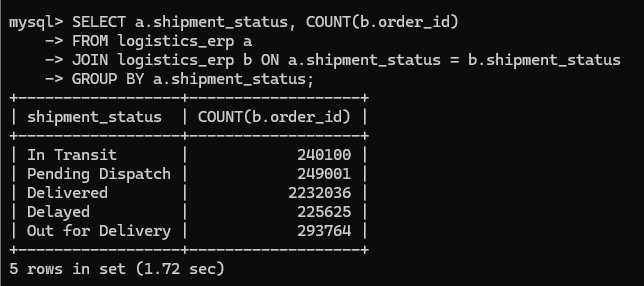 mysql> SELECT a.shipment_status, COUNT(b.order_id)
    -> FROM logistics_erp a
    -> JOIN logistics_erp b ON a.shipment_status = b.shipment_status
    -> GROUP BY a.shipment_status;
+------------------+-------------------+
| shipment_status  | COUNT(b.order_id) |
+------------------+-------------------+
| In Transit       |            240100 |
| Pending Dispatch |            249001 |
| Delivered        |           2232036 |
| Delayed          |            225625 |
| Out for Delivery |            293764 |
+------------------+-------------------+
5 rows in set (1.72 sec)